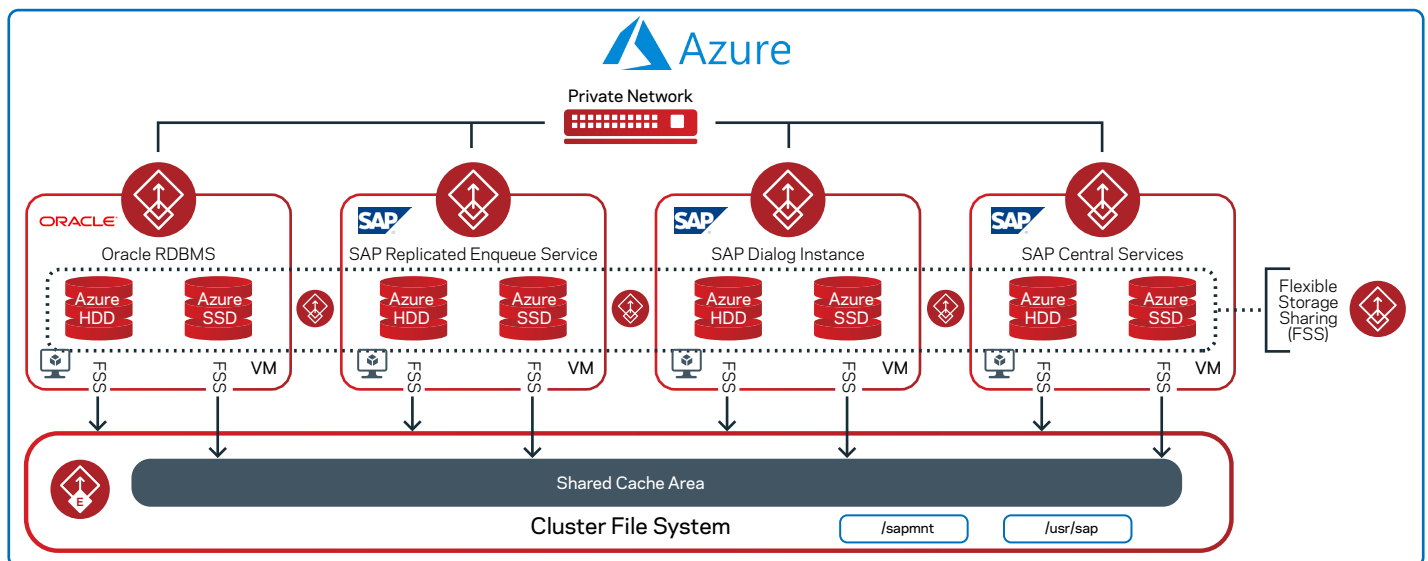 Azure
Private Network
ORACLE
Oracle RDBMS
SAP
SAP Replicated Enqueue Service
SAP
SAP Dialog Instance
SAP
SAP Central Services
Azure
HDD
Azure
SSD
Azure
HDD
Azure
SSD
Azure
HDD
Azure
SSD
Azure
HDD
Azure
SSD
Flexible
Storage
Sharing
(FSS)
FSS
FSS
VM
FSS
FSS
VM
FSS
FSS
VM
FSS
FSS
VM
Shared Cache Area
E
Cluster File System
/sapmnt
/usr/sap